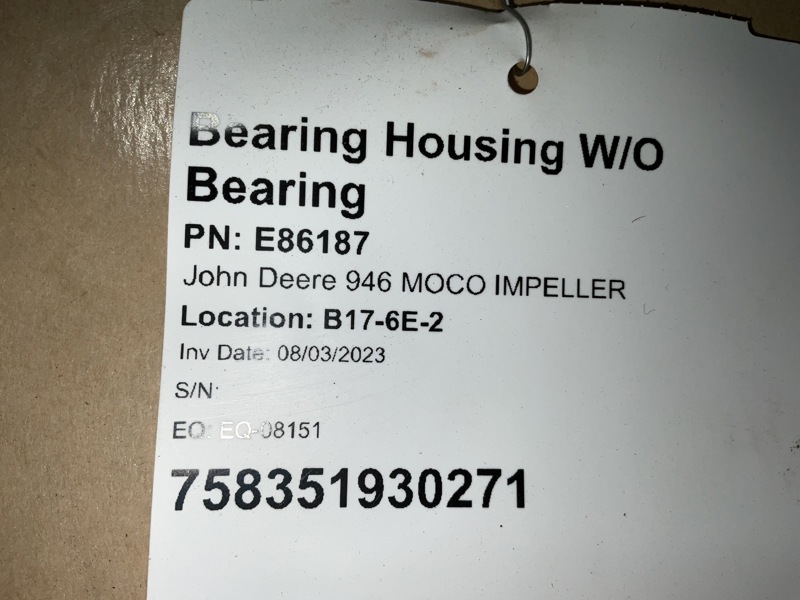 Bearing Housing W/O
Bearing
PN: E86187
John Deere 946 MOCO IMPELLER
Location: B17-6E-2
Inv Date: 08/03/2023
S/N:
EQ: EQ-08151
758351930271